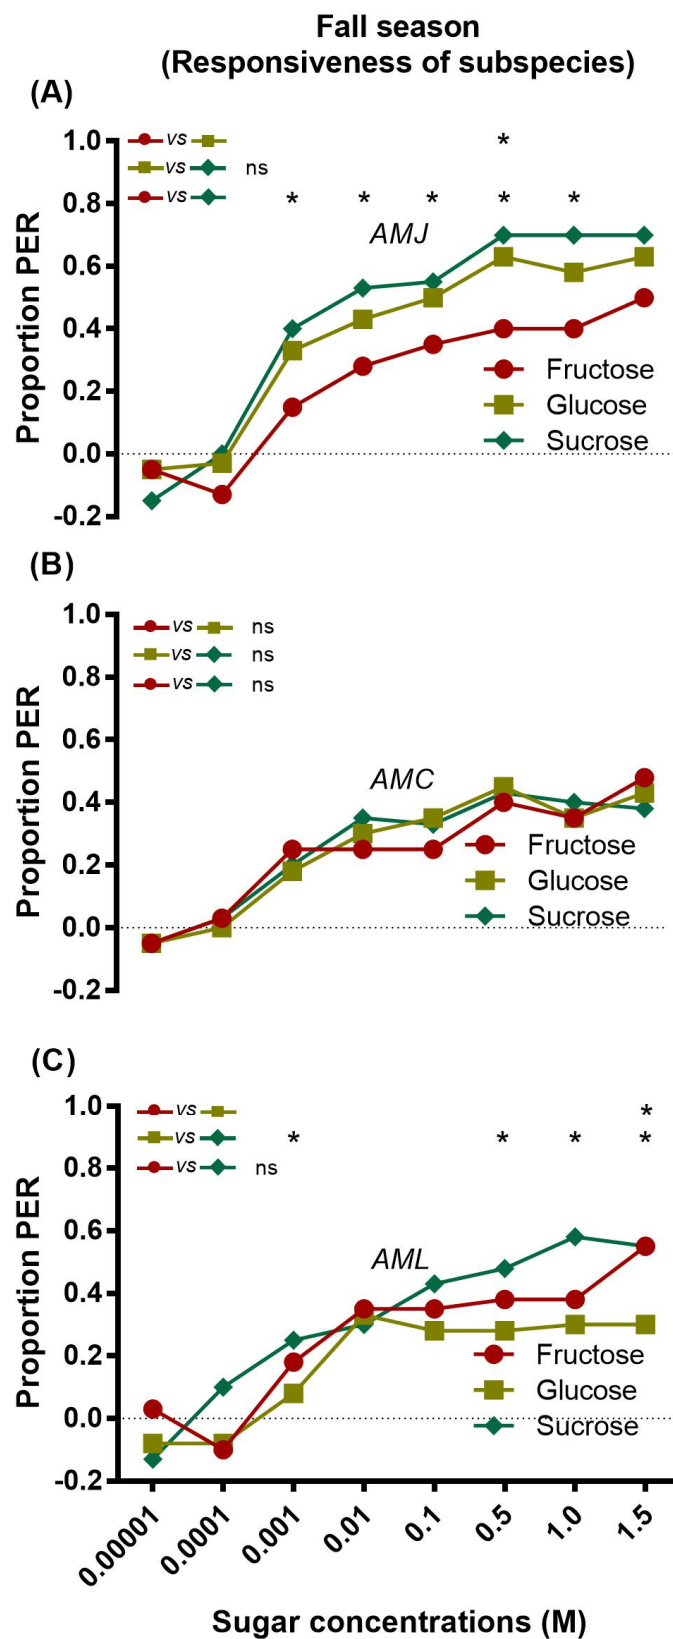 Fall season
(Responsiveness of subspecies)
(A)
1.0
0.8
0.6
0.4
0.2
0.0
-0.2
Proportion PER
vs
*
vs ns
vs * * * * *
AMJ
Fructose
Glucose
Sucrose
(B)
1.0
0.8
0.6
0.4
0.2
0.0
-0.2
Proportion PER
vs ns
vs ns
vs ns
AMC
Fructose
Glucose
Sucrose
(C)
1.0
0.8
0.6
0.4
0.2
0.0
-0.2
Proportion PER
vs *
vs * * * *
vs ns
AML
Fructose
Glucose
Sucrose
0.00001 0.0001 0.001 0.01 0.1 0.5 1.0 1.5
Sugar concentrations (M)